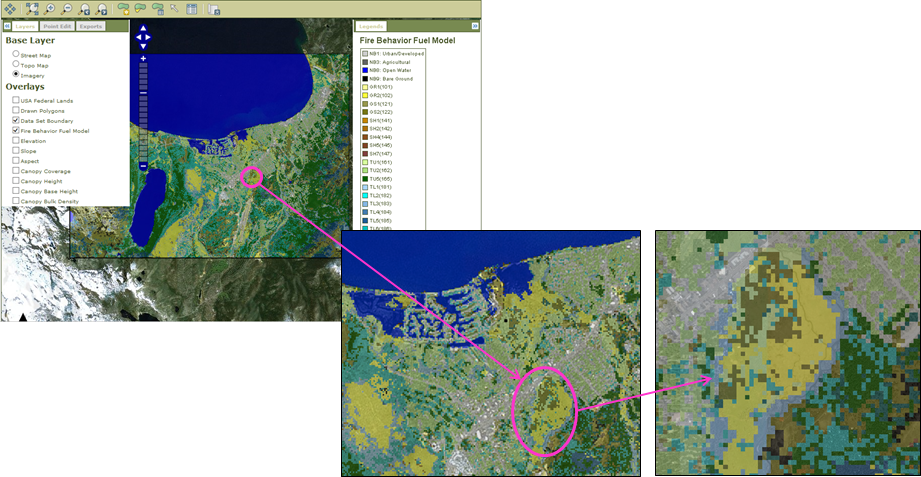 Layers Point Edit Exports
Base Layer
Street Map
Topo Map
Imagery
Overlays
USA Federal Lands
Drawn Polygons
Data Set Boundary
Fire Behavior Fuel Model
Elevation
Slope
Aspect
Canopy Coverage
Canopy Height
Canopy Base Height
Canopy Bulk Density
Legends
Fire Behavior Fuel Model
NB1: Urban/Developed
NB3: Agricultural
NB8: Open Water
NB9: Bare Ground
GR1(101)
GR2(102)
GS1(121)
GS2(122)
SH1(141)
SH2(142)
SH4(144)
SH5(145)
SH7(147)
TU1(161)
TU2(162)
TU5(165)
TL1(181)
TL2(182)
TL3(183)
TL4(184)
TL5(185)
TL6(186)